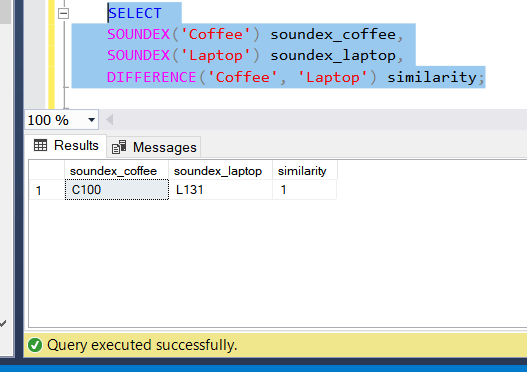 SELECT
SOUNDEX('Coffee') soundex_coffee,
SOUNDEX('Laptop') soundex_laptop,
DIFFERENCE('Coffee', 'Laptop') similarity;
100 %
Results Messages
soundex_coffee soundex_laptop similarity
1 C100 L131 1
Query executed successfully.